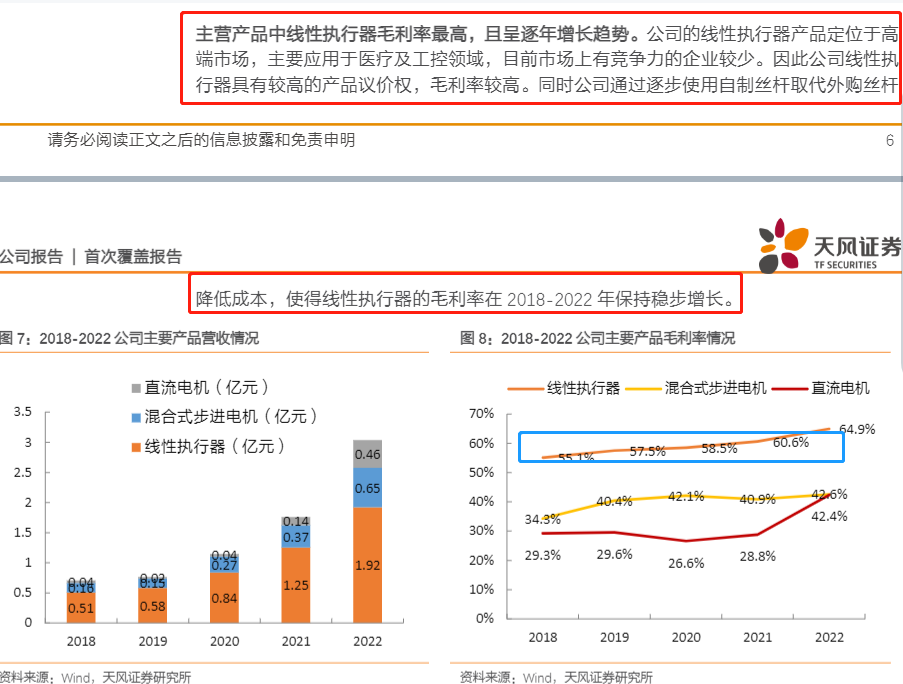 主营产品中线性执行器毛利率最高，且呈逐年增长趋势。公司的线性执行器产品定位于高
端市场，主要应用于医疗及工控领域，目前市场上有竞争力的企业较少。因此公司线性执
行器具有较高的产品议价权，毛利率较高。同时公司通过逐步使用自制丝杆取代外购丝杆
请务必阅读正文之后的信息披露和免责申明
6
公司报告 | 首次覆盖报告
天风证券
TF SECURITIES
降低成本，使得线性执行器的毛利率在 2018-2022 年保持稳步增长。
图 7：2018-2022 公司主要产品营收情况
直流电机（亿元）
混合式步进电机（亿元）
线性执行器（亿元）
3.5
3
2.5
2
1.5
1
0.5
0
0.04
0.16
0.51
0.02
0.15
0.58
0.04
0.27
0.84
0.14
0.37
1.25
0.46
0.65
1.92
2018 2019 2020 2021 2022
资料来源：Wind，天风证券研究所
图 8：2018-2022 公司主要产品毛利率情况
线性执行器 混合式步进电机 直流电机
70%
60%
50%
40%
30%
20%
10%
0%
55.1% 57.5% 58.5% 60.6% 64.9%
34.3% 40.4% 42.1% 40.9% 42.6%
29.3% 29.6% 26.6% 28.8% 42.4%
2018 2019 2020 2021 2022
资料来源：Wind，天风证券研究所